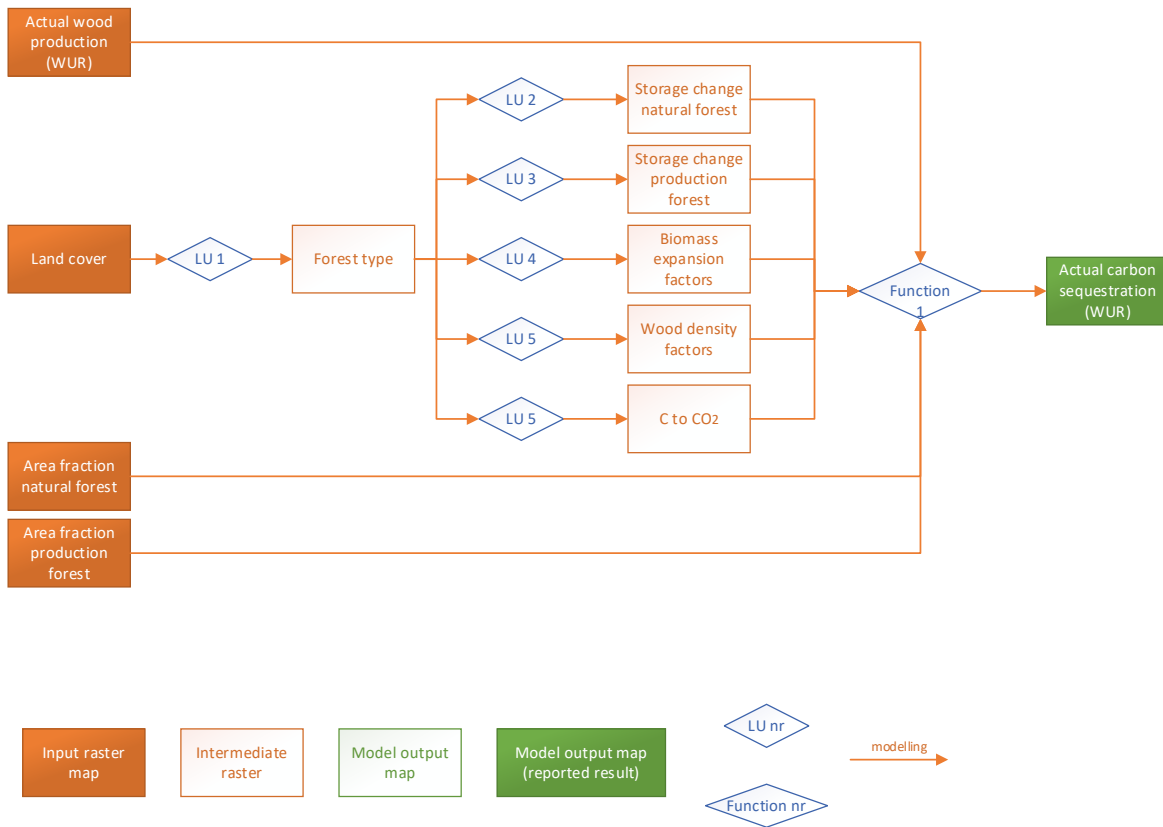 Actual wood
production
(WUR)
LU 2
Storage change
natural forest
LU 3
Storage change
production
forest
Land cover
LU 1
Forest type
LU 4
Biomass
expansion
factors
Function
1
Actual carbon
sequestration
(WUR)
LU 5
Wood density
factors
LU 5
C to CO2
Area fraction
natural forest
Area fraction
production
forest
Input raster
map
Intermediate
raster
Model output
map
Model output map
(reported result)
LU nr
Function nr
modelling